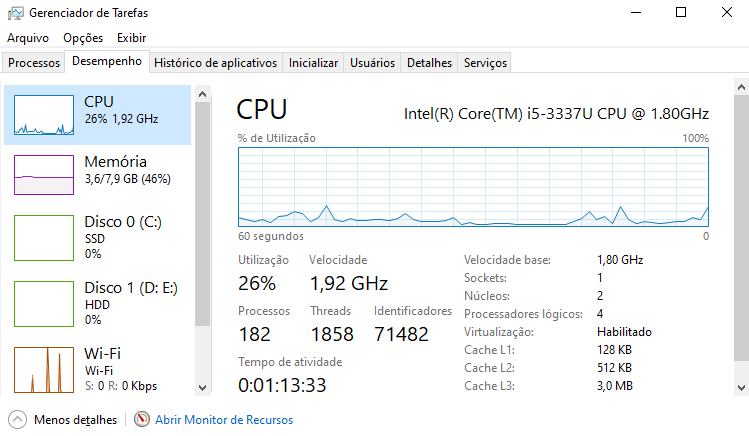 Gerenciador de Tarefas
Arquivo Opções Exibir
Processos Desempenho Histórico de aplicativos Inicializar Usuários Detalhes Serviços
CPU
26% 1,92 GHz
Memória
3,6/7,9 GB (46%)
Disco 0 (C:)
SSD
0%
Disco 1 (D: E:)
HDD
0%
Wi-Fi
Wi-Fi
S: 0 R: 0 Kbps
CPU Intel(R) Core(TM) i5-3337U CPU @ 1.80GHz
% de Utilização 100%
60 segundos 0
Utilização Velocidade
26% 1,92 GHz
Processos Threads Identificadores
182 1858 71482
Tempo de atividade
0:01:13:33
Velocidade base: 1,80 GHz
Sockets: 1
Núcleos: 2
Processadores lógicos: 4
Virtualização: Habilitado
Cache L1: 128 KB
Cache L2: 512 KB
Cache L3: 3,0 MB
Menos detalhes Abrir Monitor de Recursos